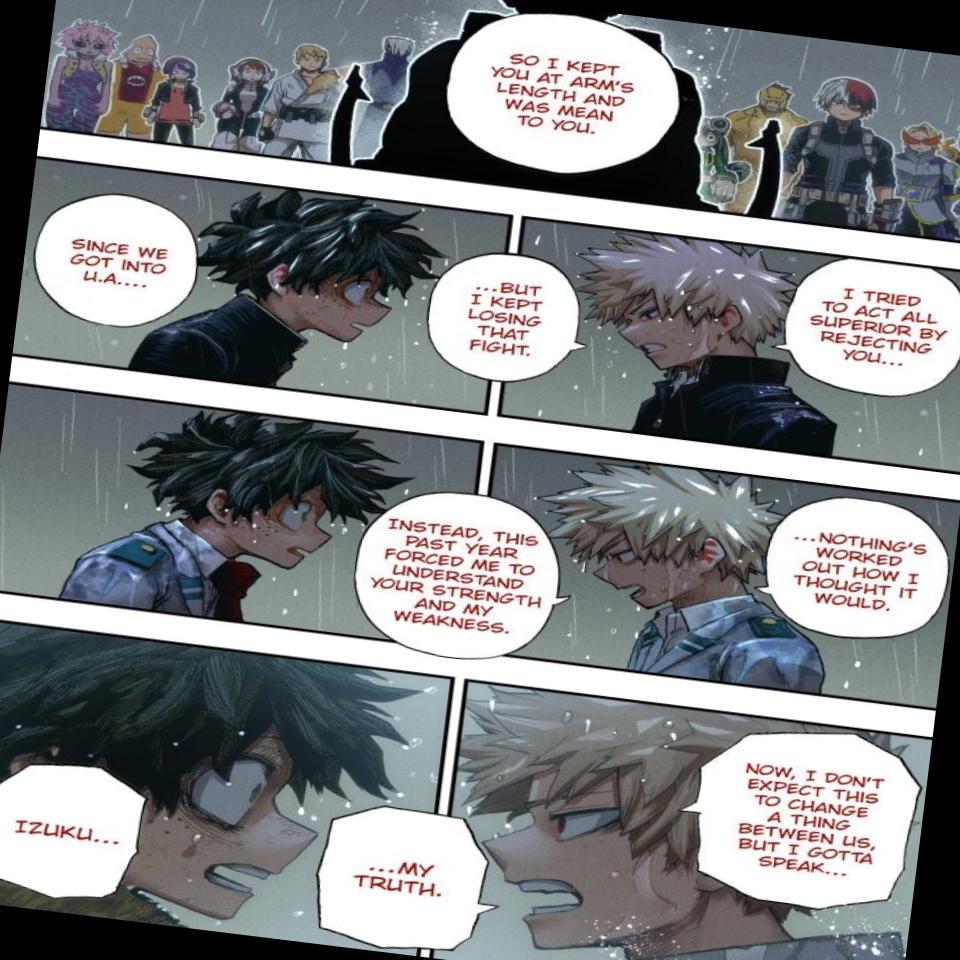 SO I KEPT
YOU AT ARM'S
LENGTH AND
WAS MEAN
TO YOU.
I TRIED
TO ACT ALL
SUPERIOR BY
REJECTING
YOU...
...BUT
I KEPT
LOSING
THAT
FIGHT.
SINCE WE
GOT INTO
U.A....
...NOTHING'S
WORKED
OUT HOW I
THOUGHT IT
WOULD.
INSTEAD, THIS
PAST YEAR
FORCED ME TO
UNDERSTAND
YOUR STRENGTH
AND MY
WEAKNESS.
NOW, I DON'T
EXPECT THIS
TO CHANGE
A THING
BETWEEN US,
BUT I GOTTA
SPEAK...
...MY
TRUTH.
IZUKU...